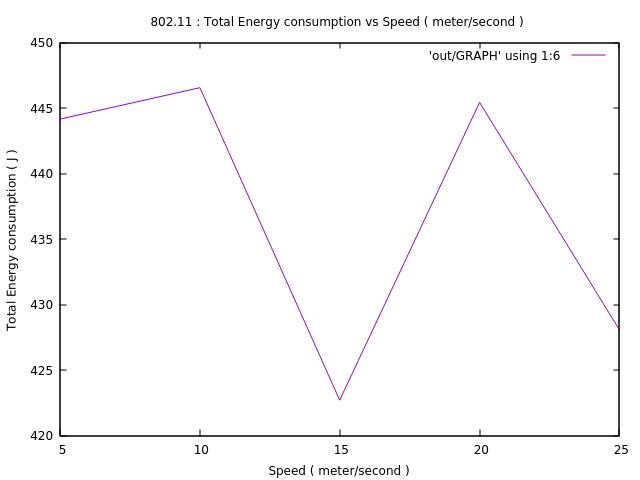 802.11 : Total Energy consumption vs Speed ( meter/second )
'out/GRAPH' using 1:6
450
445
440
435
430
425
420
Total Energy consumption ( J )
5 10 15 20 25
Speed ( meter/second )